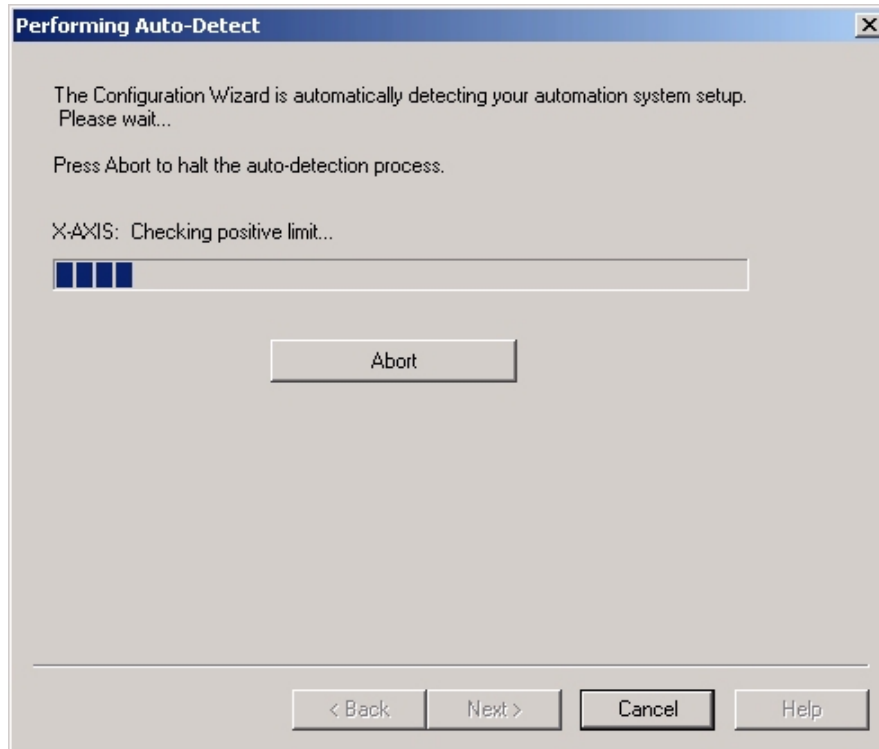 Performing Auto-Detect
The Configuration Wizard is automatically detecting your automation system setup.
Please wait...
Press Abort to halt the auto-detection process.
X-AXIS: Checking positive limit...
Abort
< Back
Next >
Cancel
Help